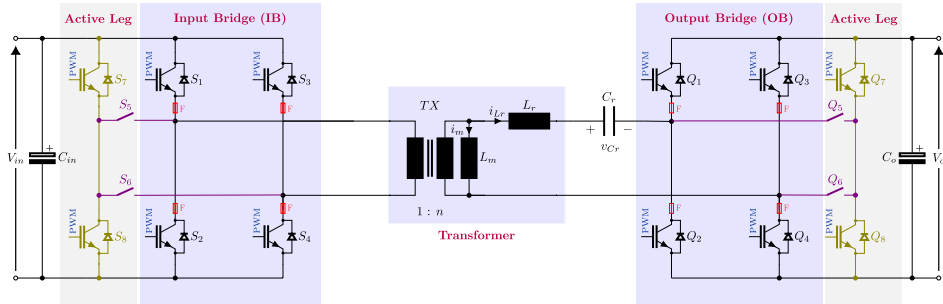 Active Leg
Input Bridge (IB)
Output Bridge (OB)
Active Leg
PWM
S7
PWM
S1
PWM
S3
PWM
Q1
PWM
Q3
PWM
Q7
F
F
F
F
S5
Q5
TX
iLr
Lr
Cr
+
−
vCr
im
Lm
Vin
+
Cin
+
Co
S6
Q6
1 : n
F
F
F
F
PWM
S8
PWM
S2
PWM
S4
PWM
Q2
PWM
Q4
PWM
Q8
Transformer